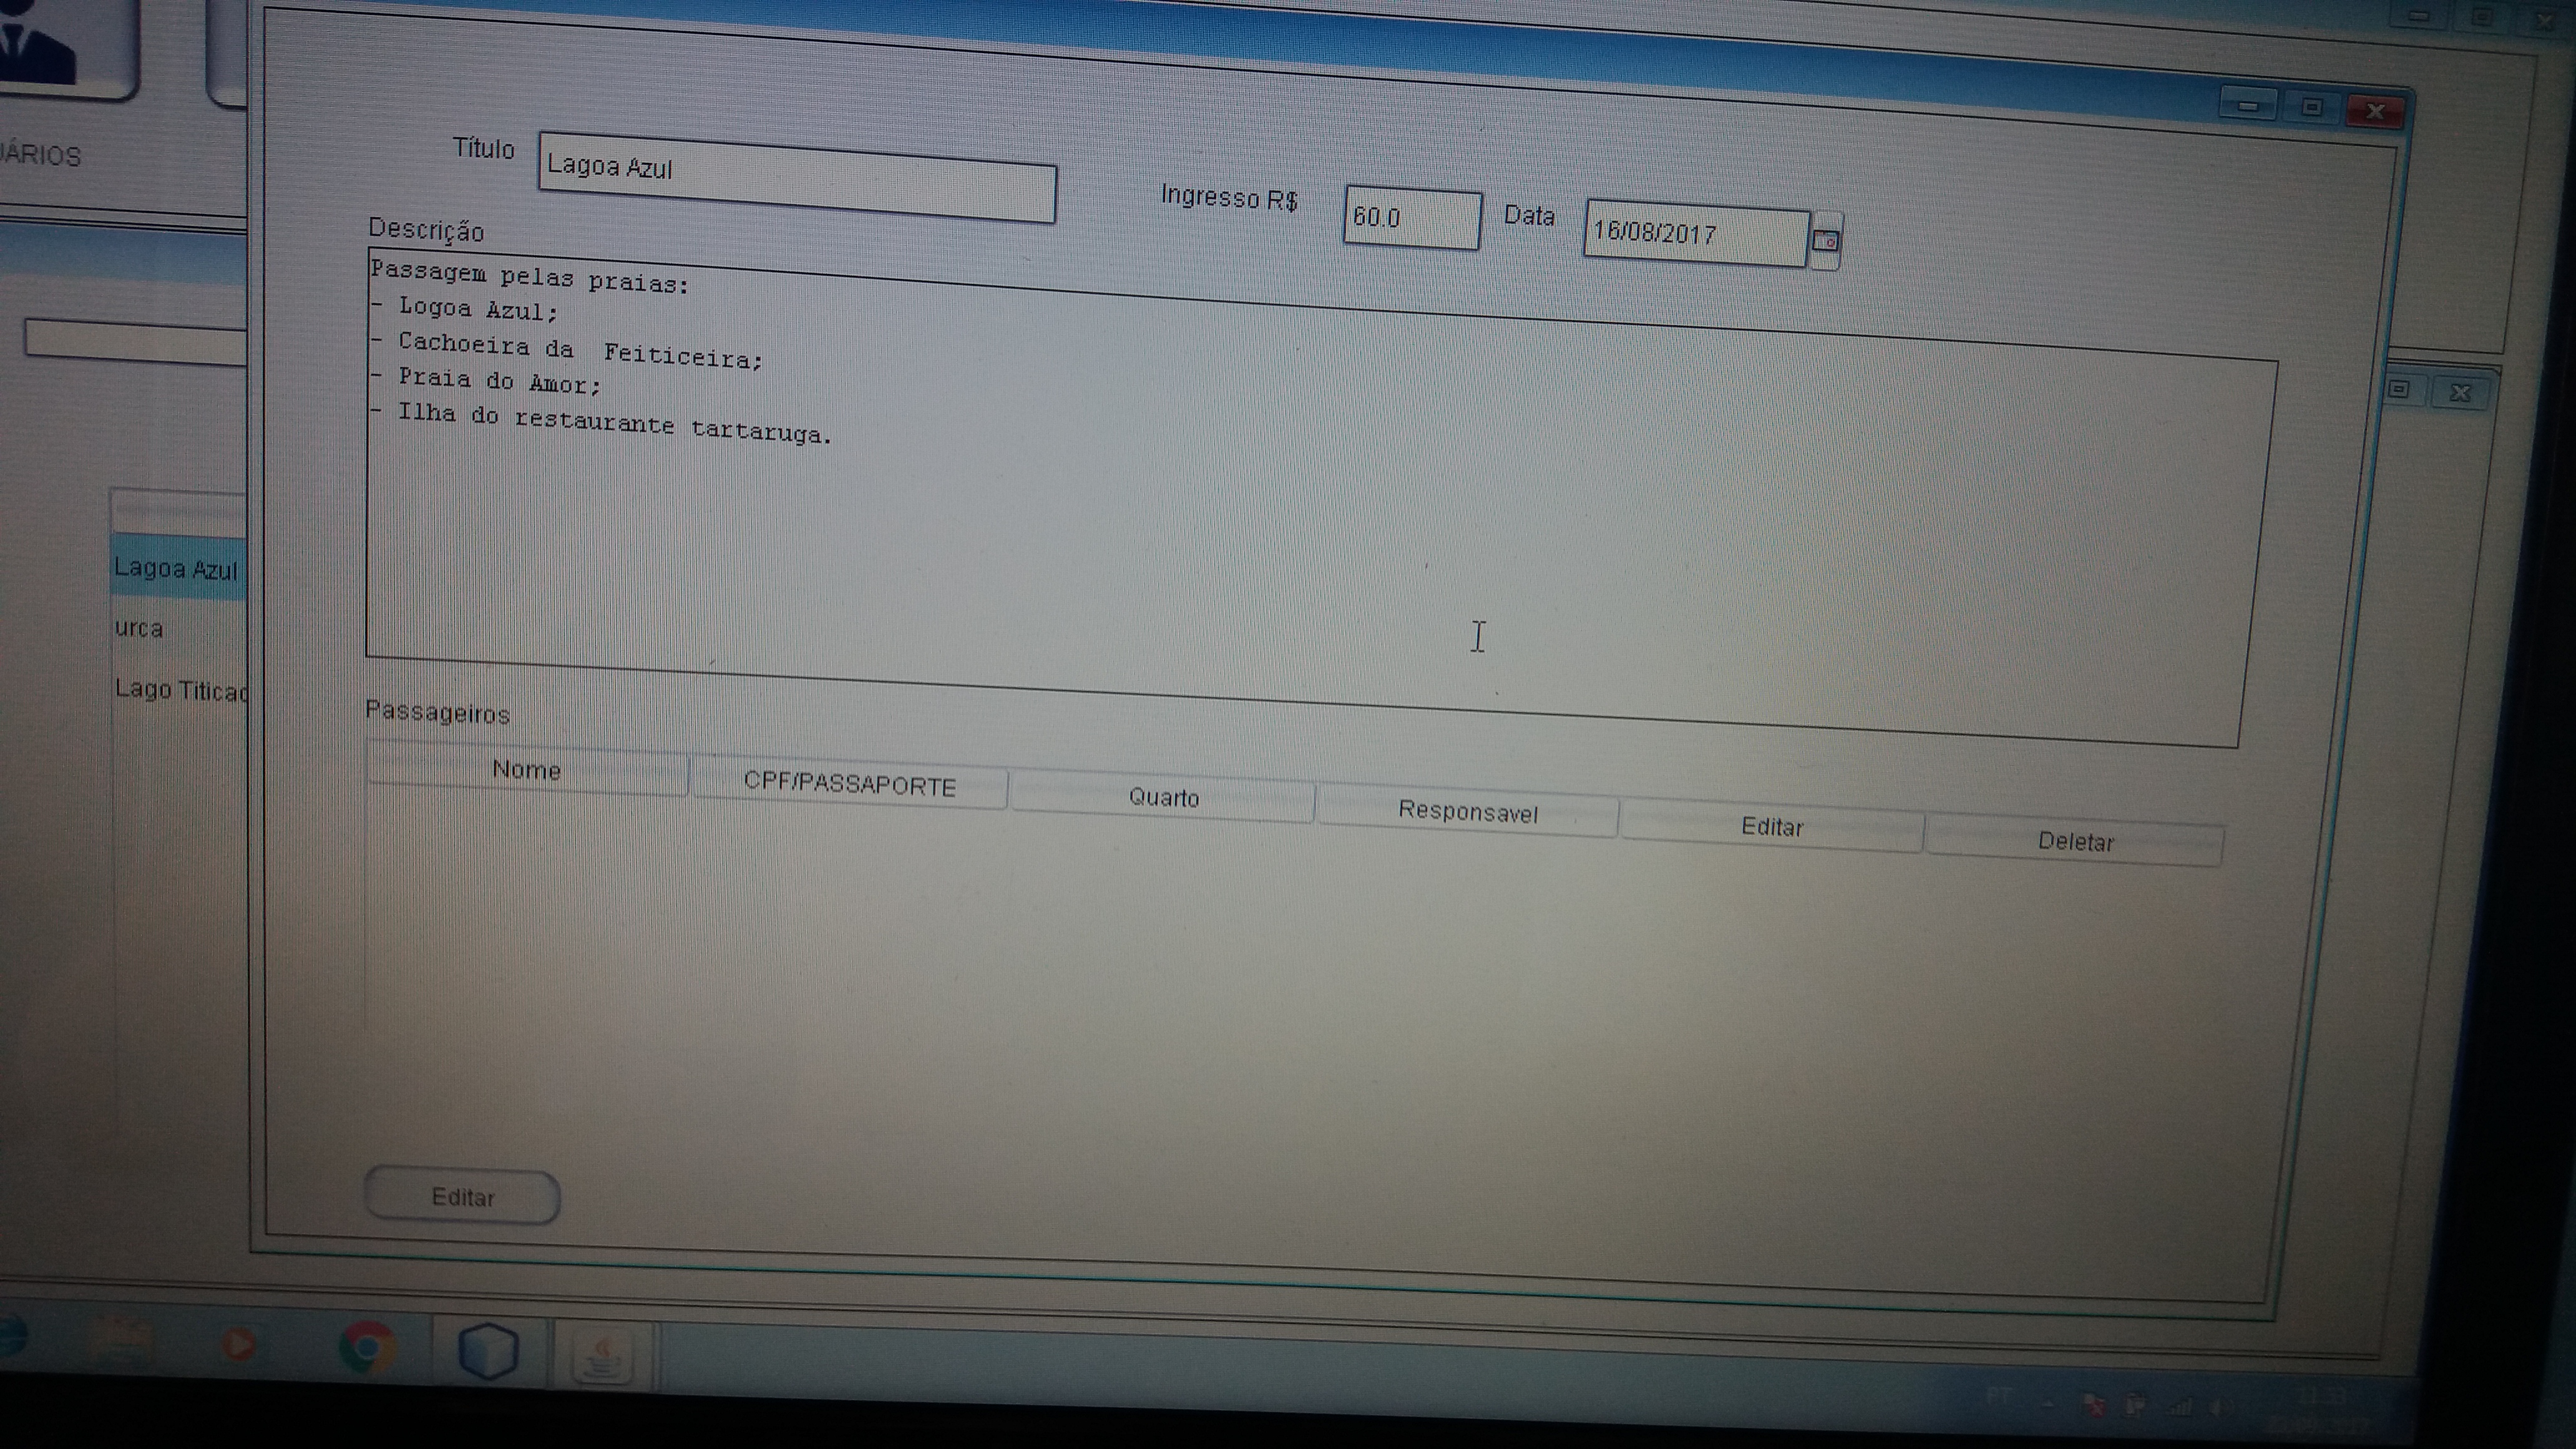 UÁRIOS
Título
Lagoa Azul
Ingresso R$
60.0
Data
16/08/2017
Descrição
Passagem pelas praias:
- Logoa Azul;
- Cachoeira da  Feiticeira;
- Praia do Amor;
- Ilha do restaurante tartaruga.
Lagoa Azul
urca
Lago Titicac
Passageiros
Nome
CPF/PASSAPORTE
Quarto
Responsavel
Editar
Deletar
Editar
PT